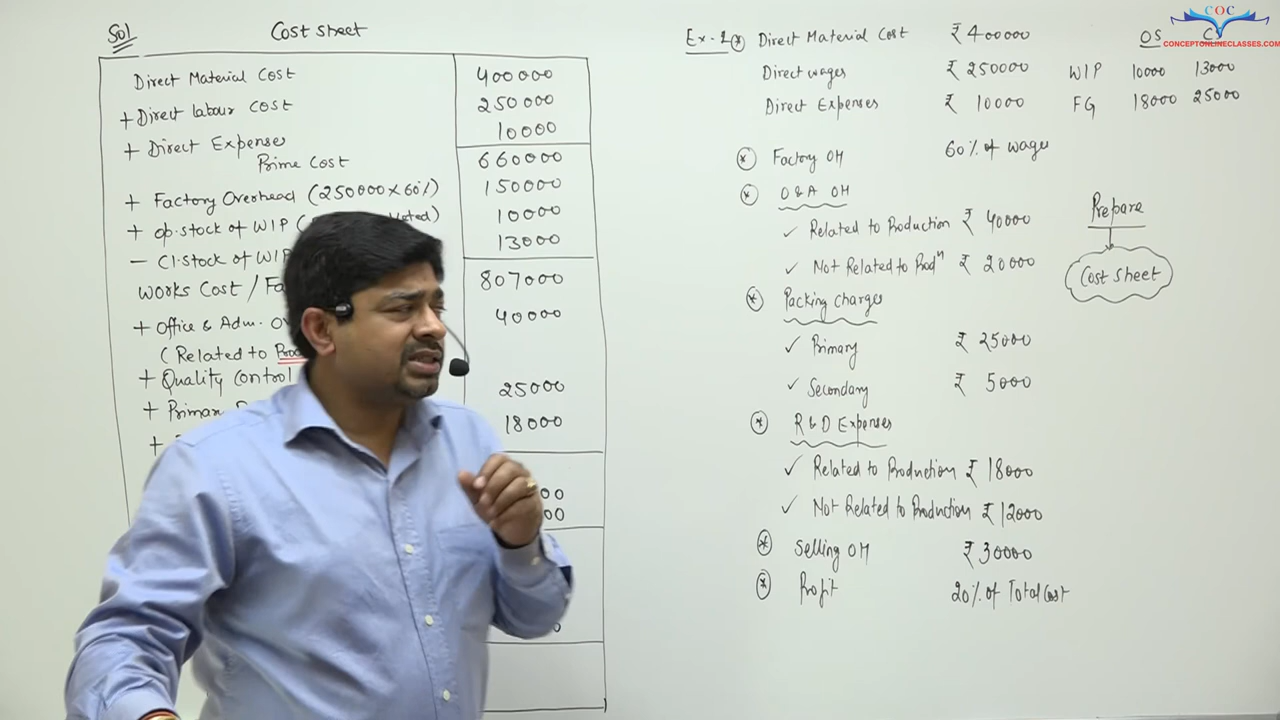 Sol Cost sheet
Direct Material Cost 400000
+ Direct labour cost 250000
+ Direct Expenses 10000
Prime Cost 660000
+ Factory Overhead (250000x60%) 150000
+ op.stock of WIP 10000
- Cl.stock of WIP 13000
Works Cost / 807000
+ Office & Adm. 40000
(Related to
+ Quality Control
+ Primary 25000
+ 18000
Ex-2 * Direct Material Cost ₹ 400000
Direct wages ₹ 250000
Direct Expenses ₹ 10000
OS
WIP 10000 13000
FG 18000 25000
* Factory OH 60% of wages
* O&A OH
✓ Related to Production ₹ 40000
✓ Not Related to Prodⁿ ₹ 20000
* Packing charges
✓ Primary ₹ 25000
✓ Secondary ₹ 5000
* R&D Expenses
✓ Related to Production ₹ 18000
✓ Not Related to Production ₹ 12000
* Selling OH ₹ 30000
* Profit 20% of Total Cost
Prepare
Cost sheet
COC
CONCEPTONLINECLASSES.COM